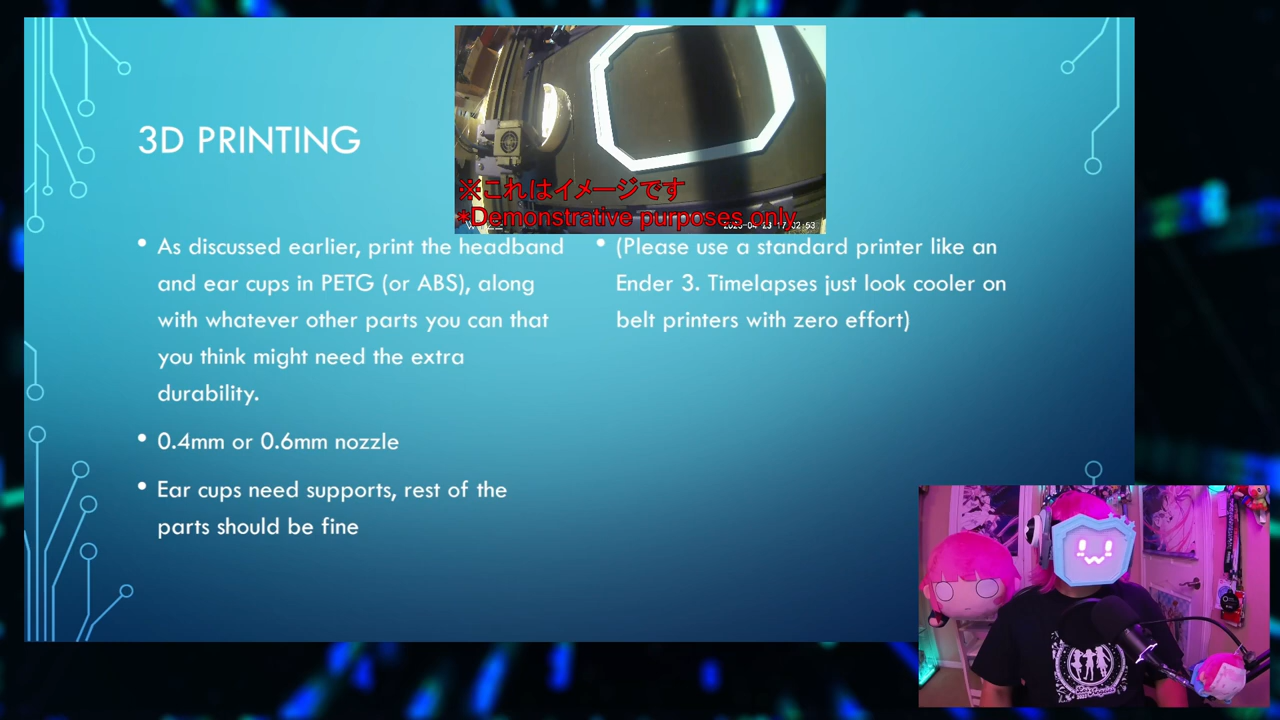 3D PRINTING
※これはイメージです
*Demonstrative purposes only
• As discussed earlier, print the headband
and ear cups in PETG (or ABS), along
with whatever other parts you can that
you think might need the extra
durability.
• 0.4mm or 0.6mm nozzle
• Ear cups need supports, rest of the
parts should be fine
• (Please use a standard printer like an
Ender 3. Timelapses just look cooler on
belt printers with zero effort)